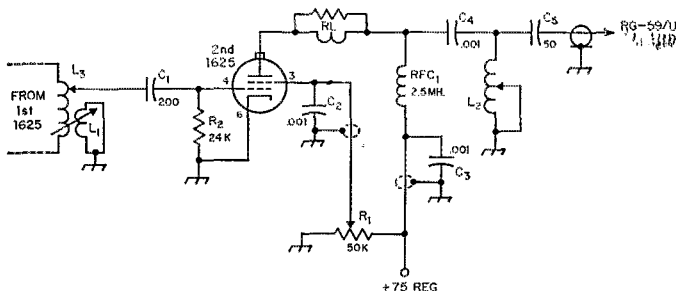 FROM
1st
1625
L3
L1
C1
200
R2
24K
2nd
1625
4
3
6
C2
.001
RL
R1
50K
+75 REG
RFC1
2.5MH.
.001
C3
C4
.001
L2
C5
50
RG-59/U